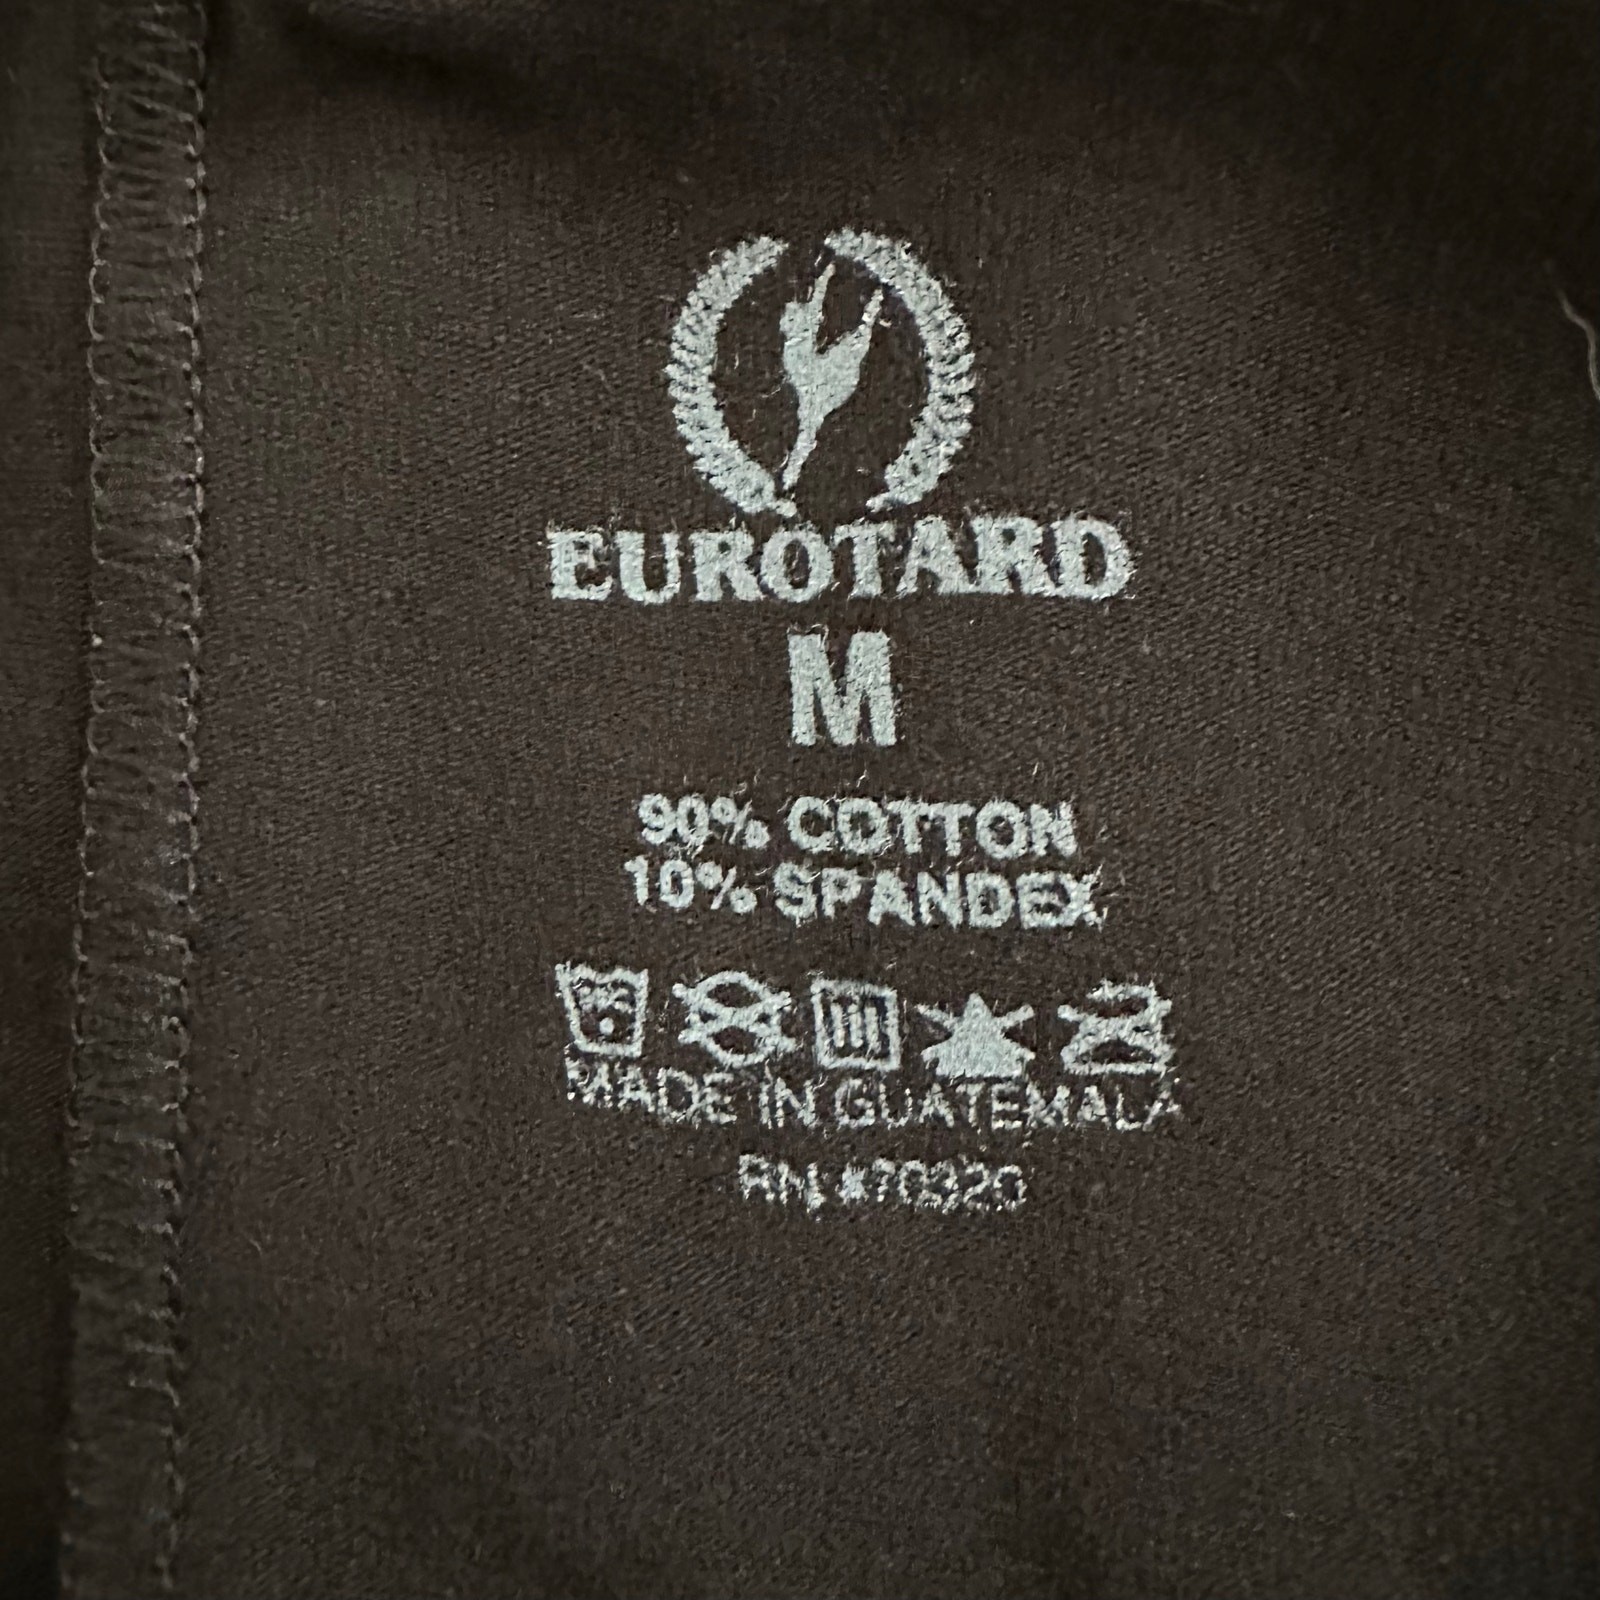 EUROTARD
M
90% COTTON
10% SPANDEX
MADE IN GUATEMALA
RN #70320